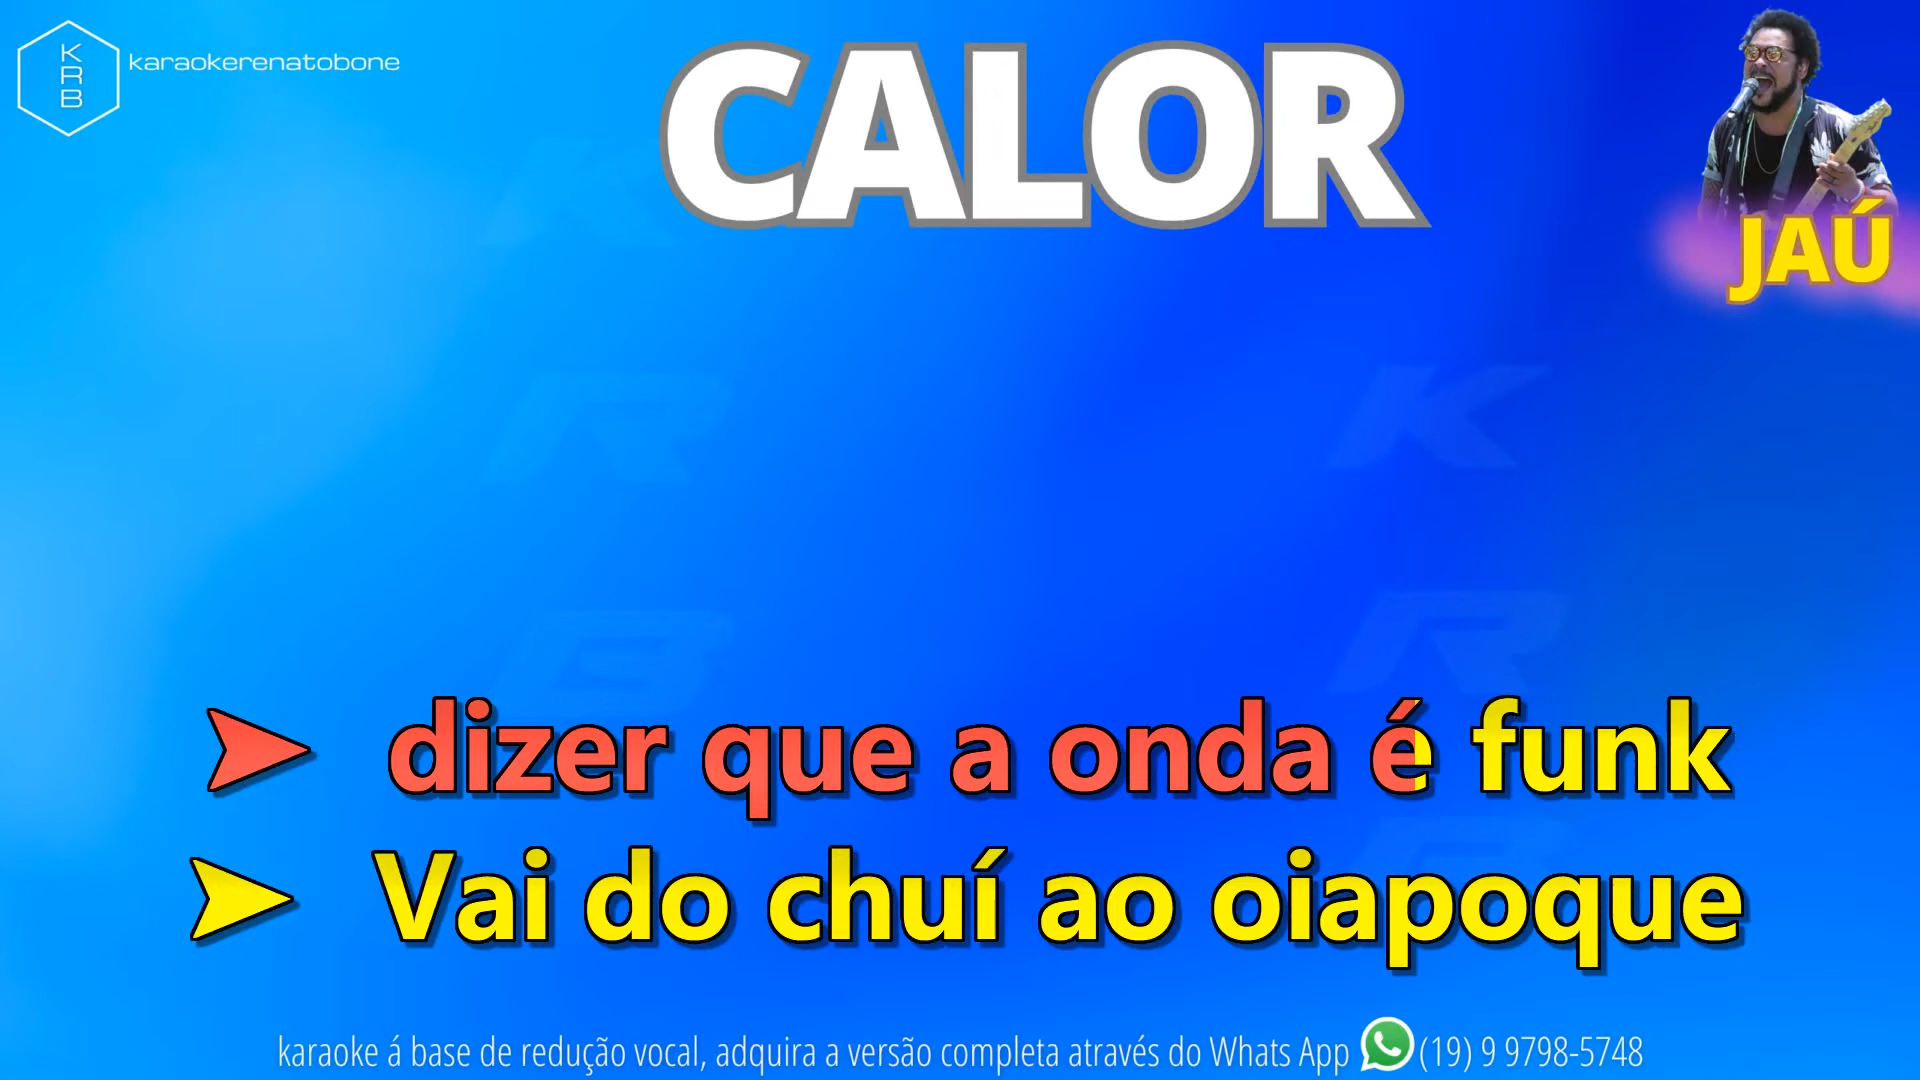 KRB
karaokerenatobone
CALOR
JAÚ
K
R
K
B
R
➤ dizer que a onda é funk
➤ Vai do chuí ao oiapoque
karaoke á base de redução vocal, adquira a versão completa através do Whats App (19) 9 9798-5748